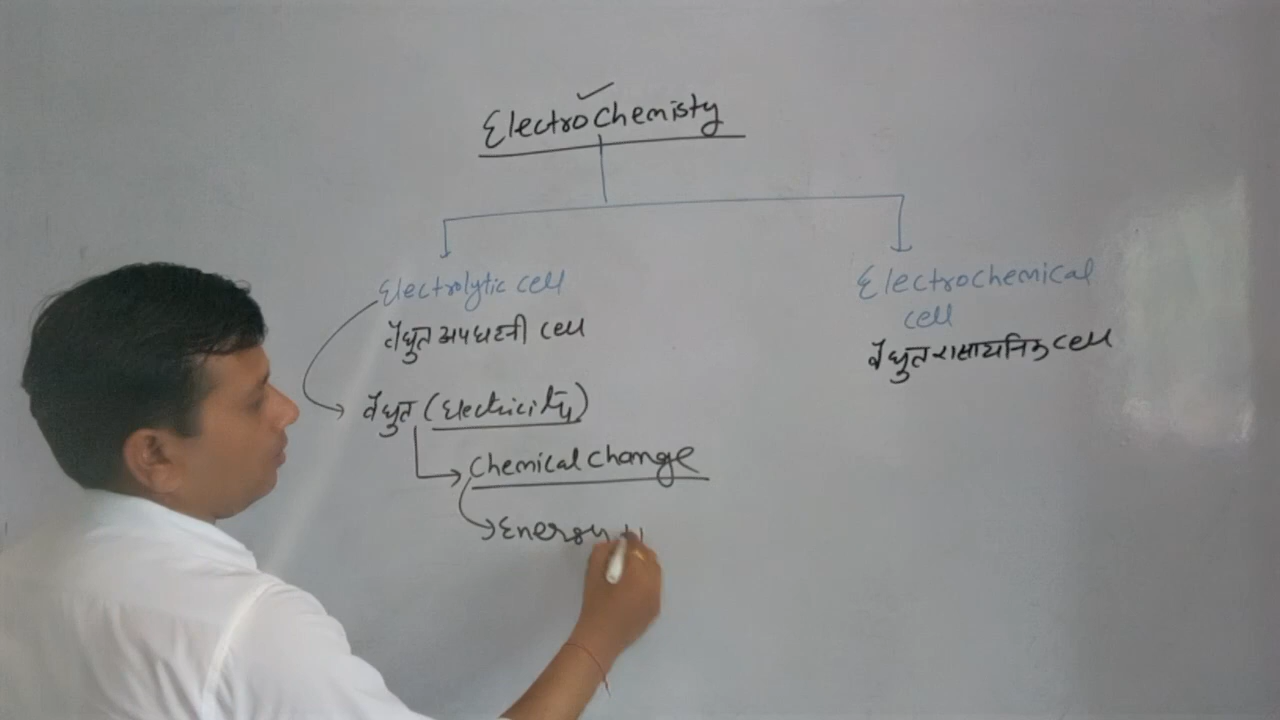 Electrochemisty
Electrolytic cell
वैधुत अपघटनी cell
वैधुत (Electricity)
Chemical change
Energy
Electrochemical
cell
वैधुत रासायनिक cell